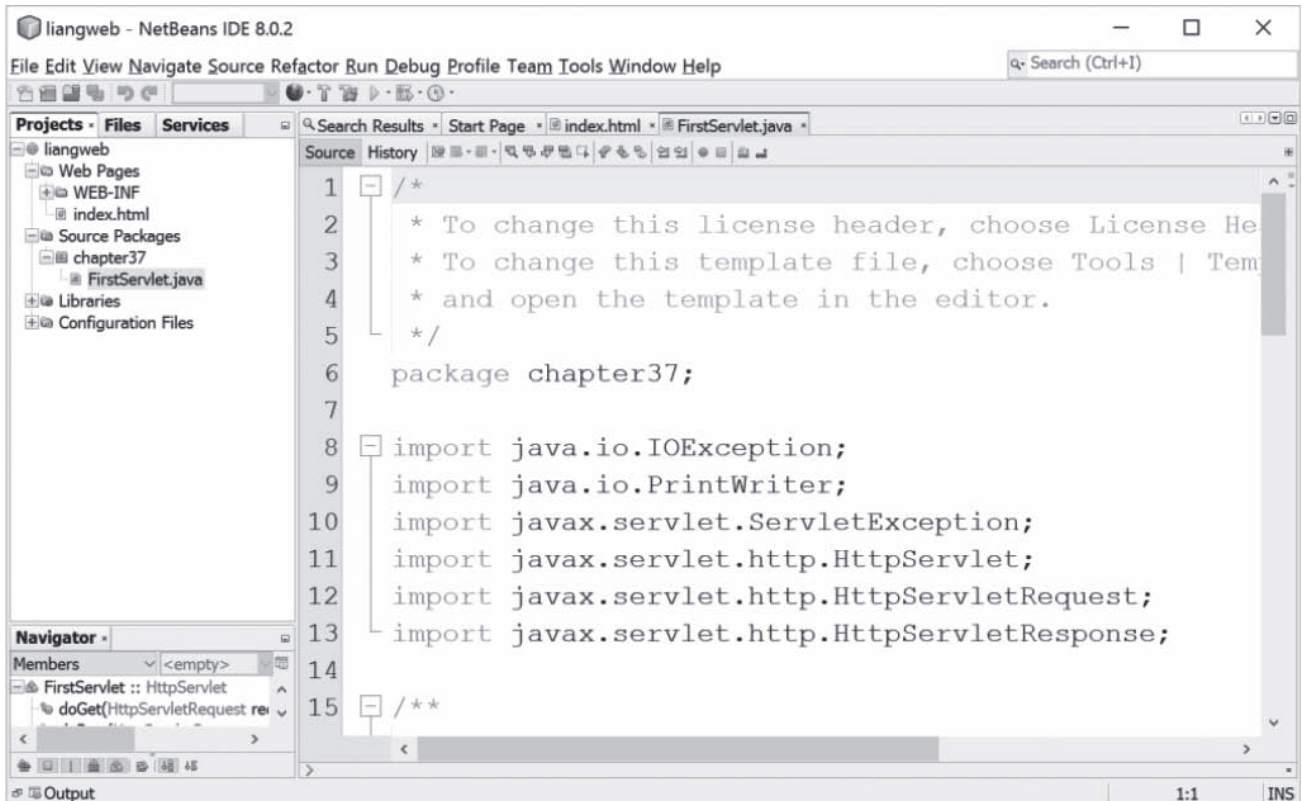 liangweb - NetBeans IDE 8.0.2
File Edit View Navigate Source Refactor Run Debug Profile Team Tools Window Help
Search (Ctrl+I)
Projects Files Services
Search Results Start Page index.html FirstServlet.java
Source History
liangweb
Web Pages
WEB-INF
index.html
Source Packages
chapter37
FirstServlet.java
Libraries
Configuration Files
1 /*
2 * To change this license header, choose License He
3 * To change this template file, choose Tools | Tem
4 * and open the template in the editor.
5 */
6 package chapter37;
7
8 import java.io.IOException;
9 import java.io.PrintWriter;
10 import javax.servlet.ServletException;
11 import javax.servlet.http.HttpServlet;
12 import javax.servlet.http.HttpServletRequest;
13 import javax.servlet.http.HttpServletResponse;
14
15 /**
Navigator
Members <empty>
FirstServlet :: HttpServlet
doGet(HttpServletRequest re
Output
1:1 INS